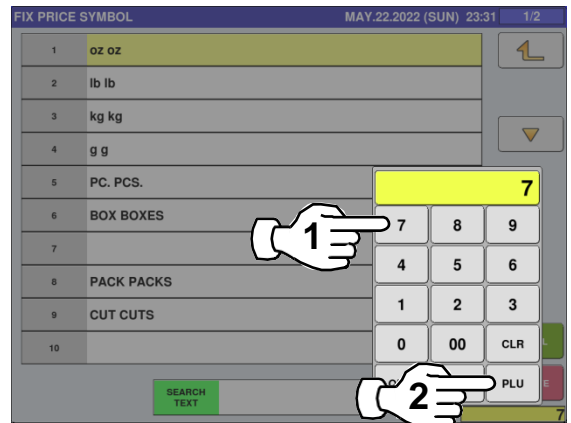 FIX PRICE SYMBOL MAY.22.2022 (SUN) 23:31 1/2
1 oz oz
2 lb lb
3 kg kg
4 g g
5 PC. PCS.
6 BOX BOXES
7
8 PACK PACKS
9 CUT CUTS
10
7
7 8 9
4 5 6
1 2 3
0 00 CLR
PLU
1
2
SEARCH
TEXT
7